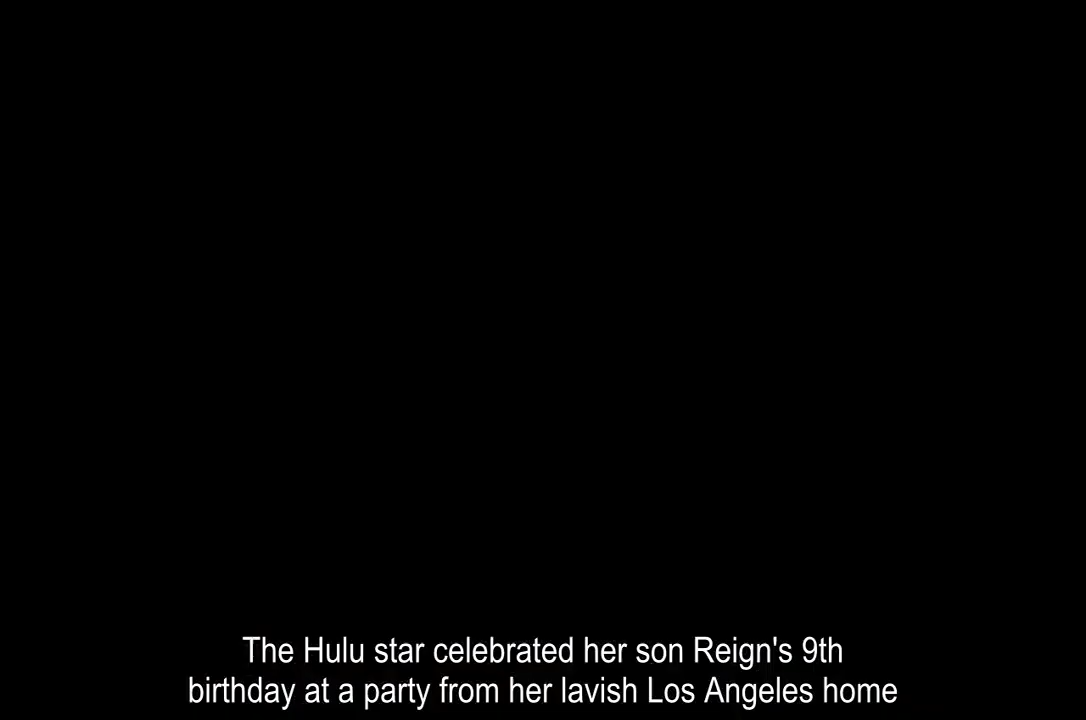 The Hulu star celebrated her son Reign's 9th
birthday at a party from her lavish Los Angeles home